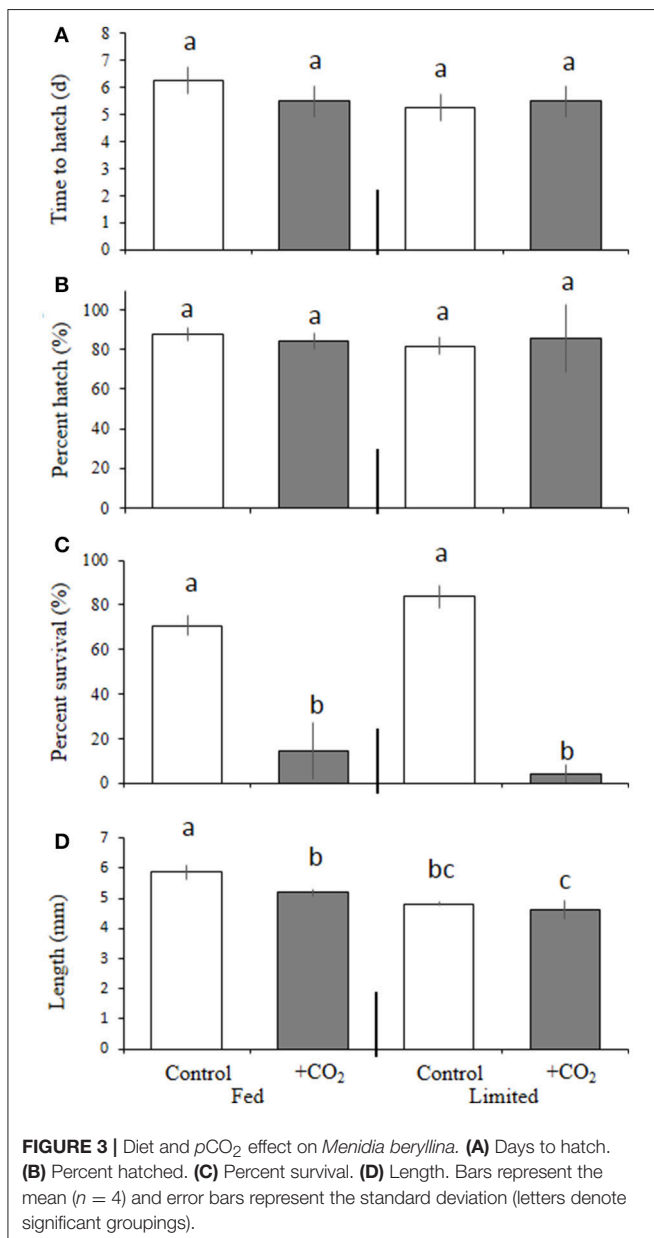 A
Time to hatch (d)
8
7
6
5
4
3
2
1
0
a
a
a
a
B
Percent hatch (%)
100
80
60
40
20
0
a
a
a
a
C
Percent survival (%)
100
80
60
40
20
0
a
b
a
b
D
Length (mm)
7
6
5
4
3
2
1
0
a
b
bc
c
Control +CO₂ Control +CO₂
Fed Limited
FIGURE 3 | Diet and pCO₂ effect on Menidia beryllina. (A) Days to hatch.
(B) Percent hatched. (C) Percent survival. (D) Length. Bars represent the
mean (n = 4) and error bars represent the standard deviation (letters denote
significant groupings).